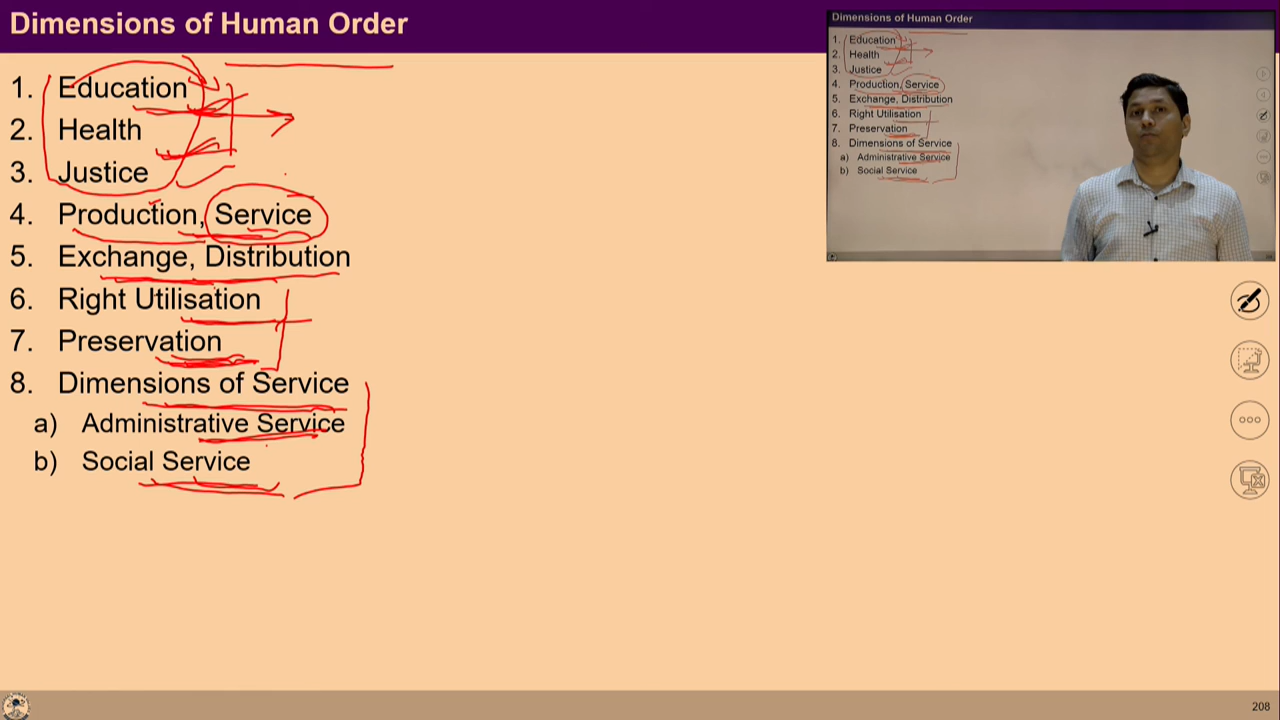 Dimensions of Human Order
1. Education
2. Health
3. Justice
4. Production, Service
5. Exchange, Distribution
6. Right Utilisation
7. Preservation
8. Dimensions of Service
a) Administrative Service
b) Social Service
Dimensions of Human Order
1. Education
2. Health
3. Justice
4. Production, Service
5. Exchange, Distribution
6. Right Utilisation
7. Preservation
8. Dimensions of Service
a) Administrative Service
b) Social Service
208